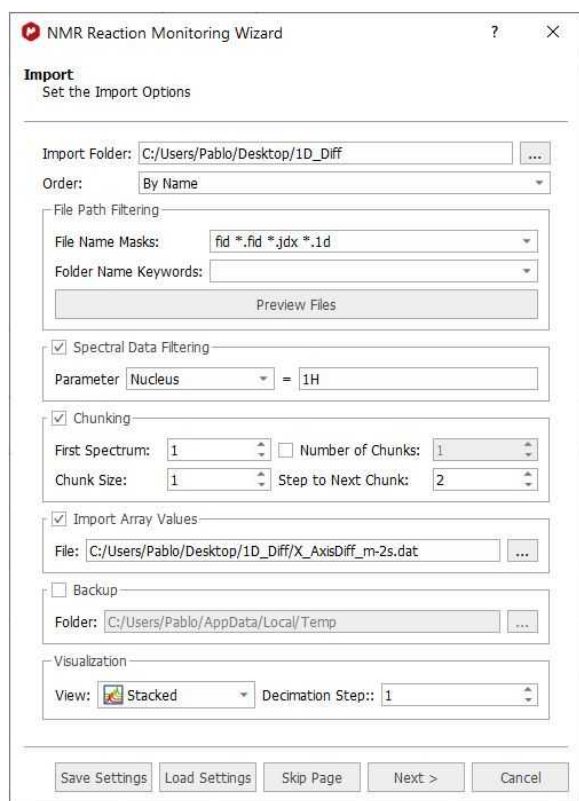 NMR Reaction Monitoring Wizard ?
Import
Set the Import Options
Import Folder: C:/Users/Pablo/Desktop/1D_Diff ...
Order: By Name
File Path Filtering
File Name Masks: fid *.fid *.jdx *.1d
Folder Name Keywords:
Preview Files
Spectral Data Filtering
Parameter Nucleus = 1H
Chunking
First Spectrum: 1 Number of Chunks: 1
Chunk Size: 1 Step to Next Chunk: 2
Import Array Values
File: C:/Users/Pablo/Desktop/1D_Diff/X_AxisDiff_m-2s.dat ...
Backup
Folder: C:/Users/Pablo/AppData/Local/Temp ...
Visualization
View: Stacked Decimation Step:: 1
Save Settings Load Settings Skip Page Next > Cancel